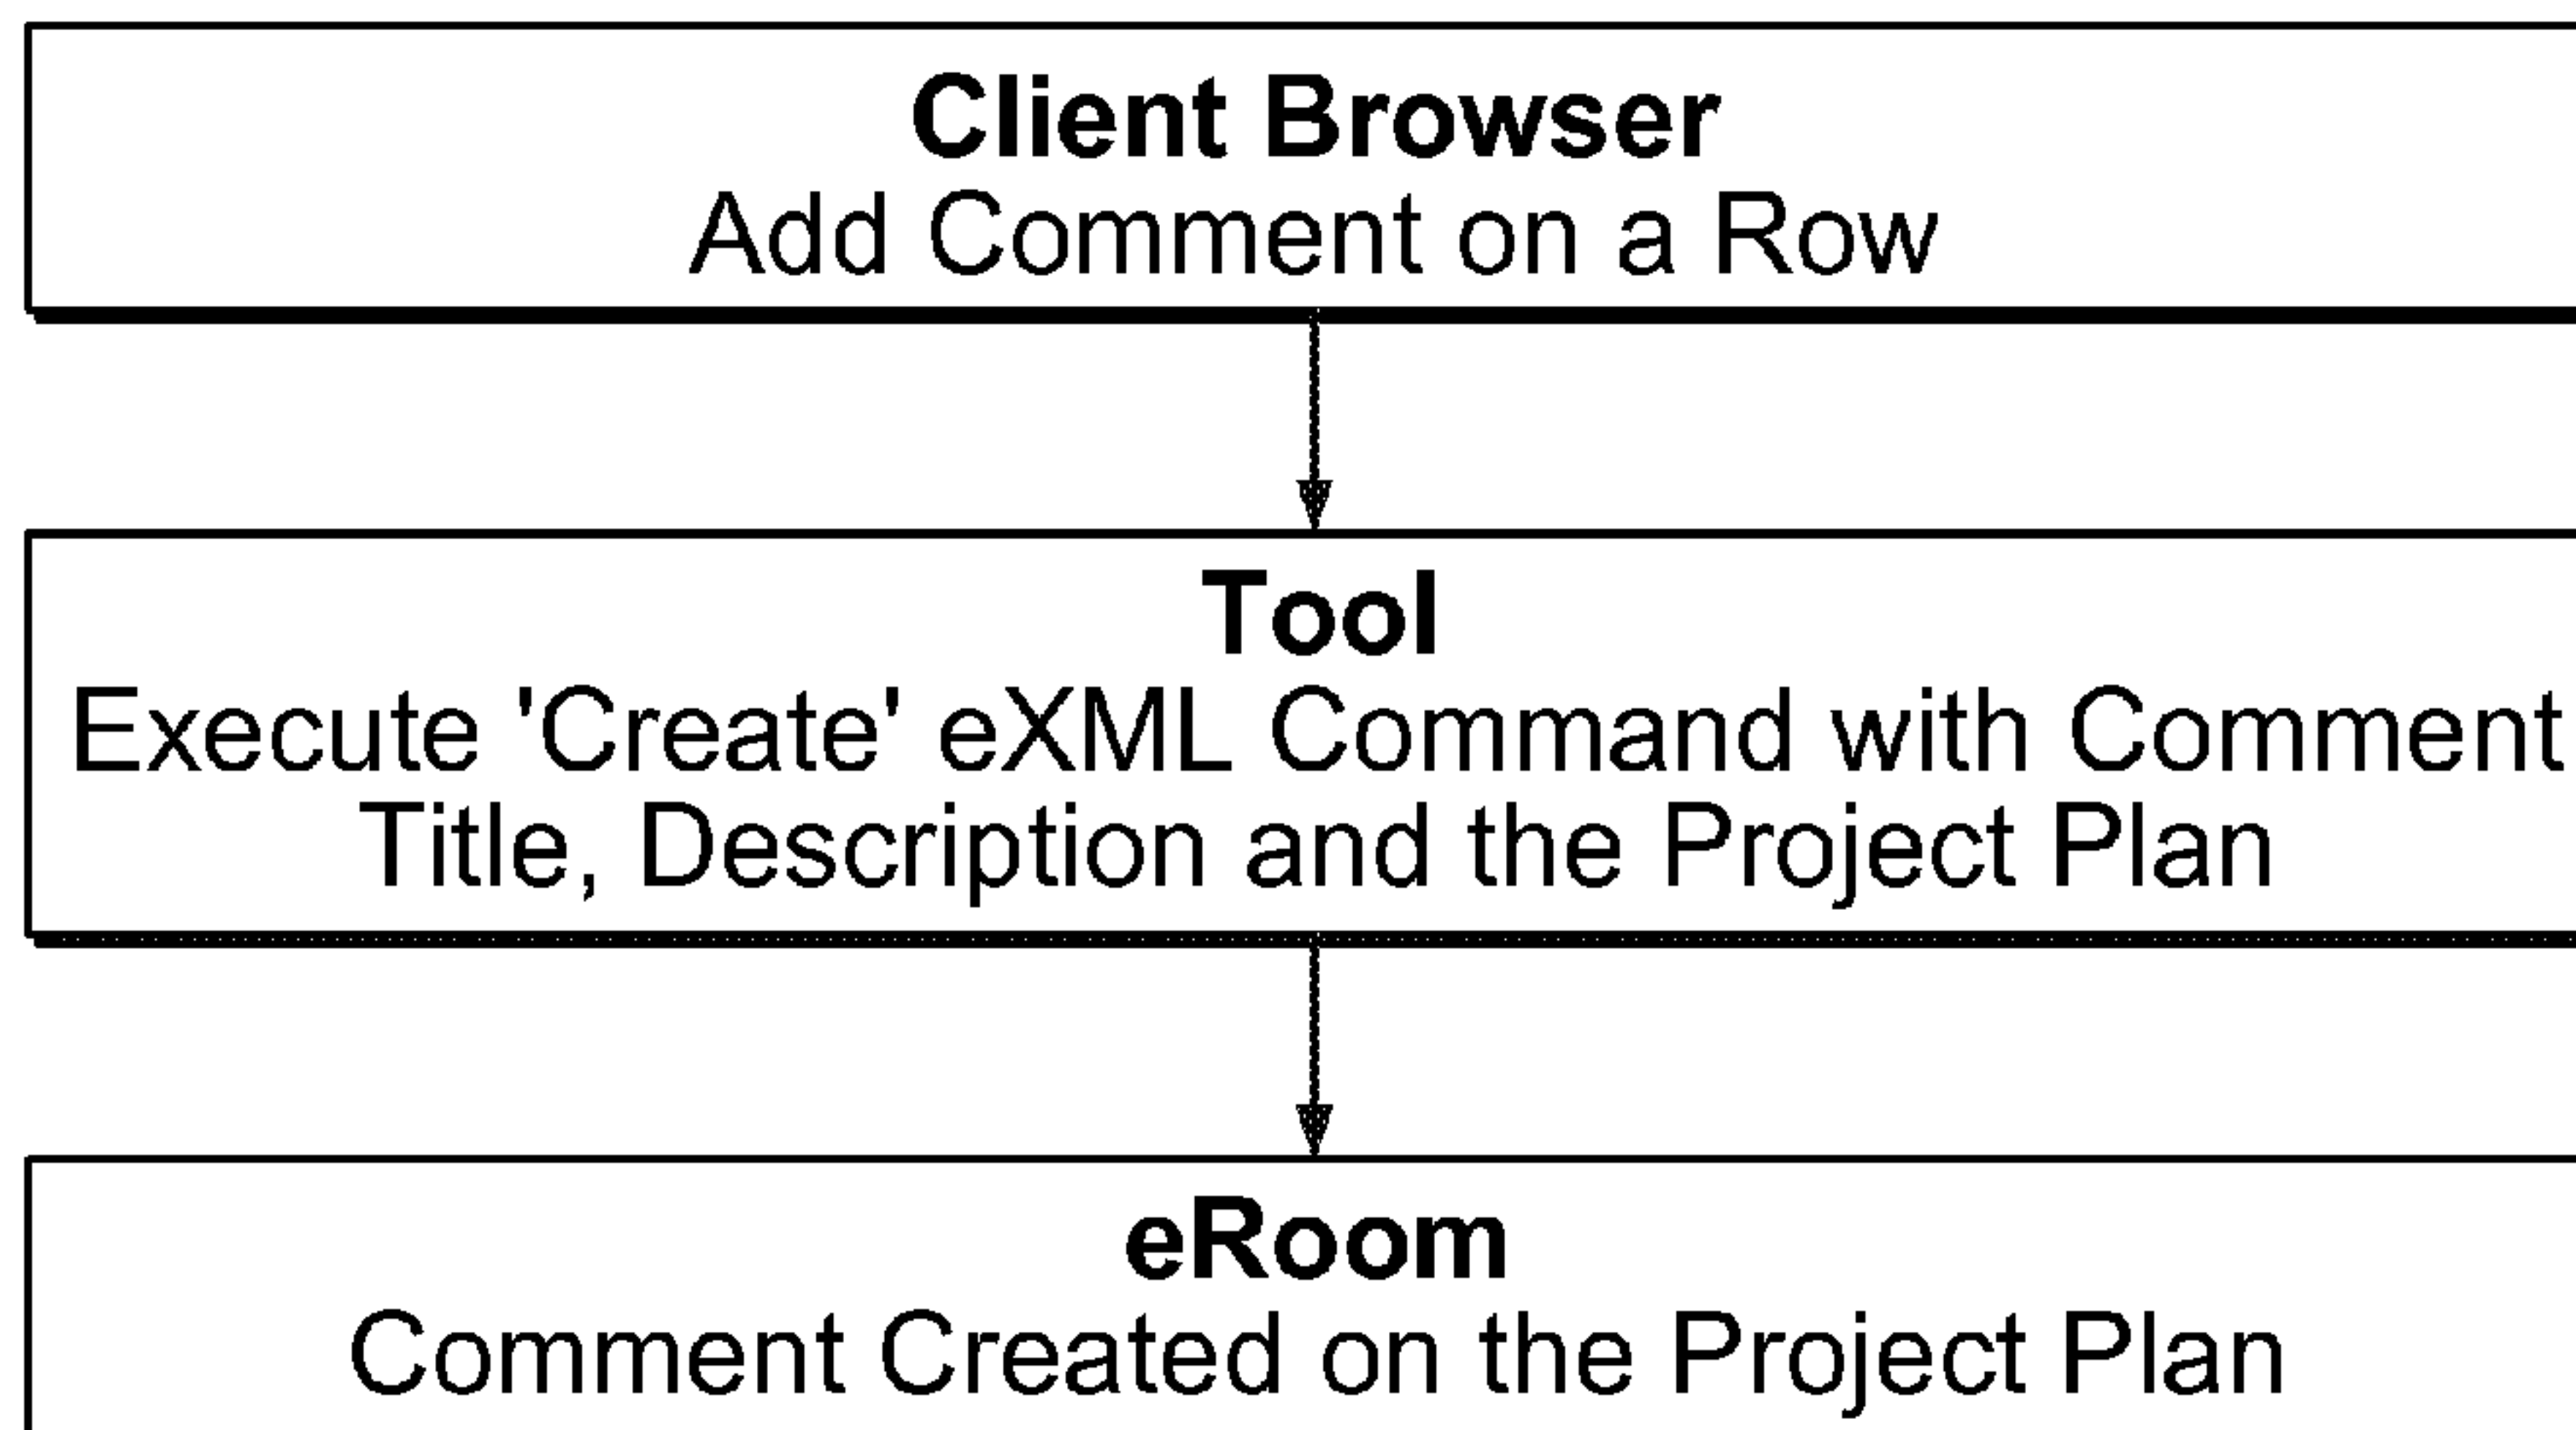 Client Browser
Add Comment on a Row
Tool
Execute 'Create' eXML Command with Comment
Title, Description and the Project Plan
eRoom
Comment Created on the Project Plan